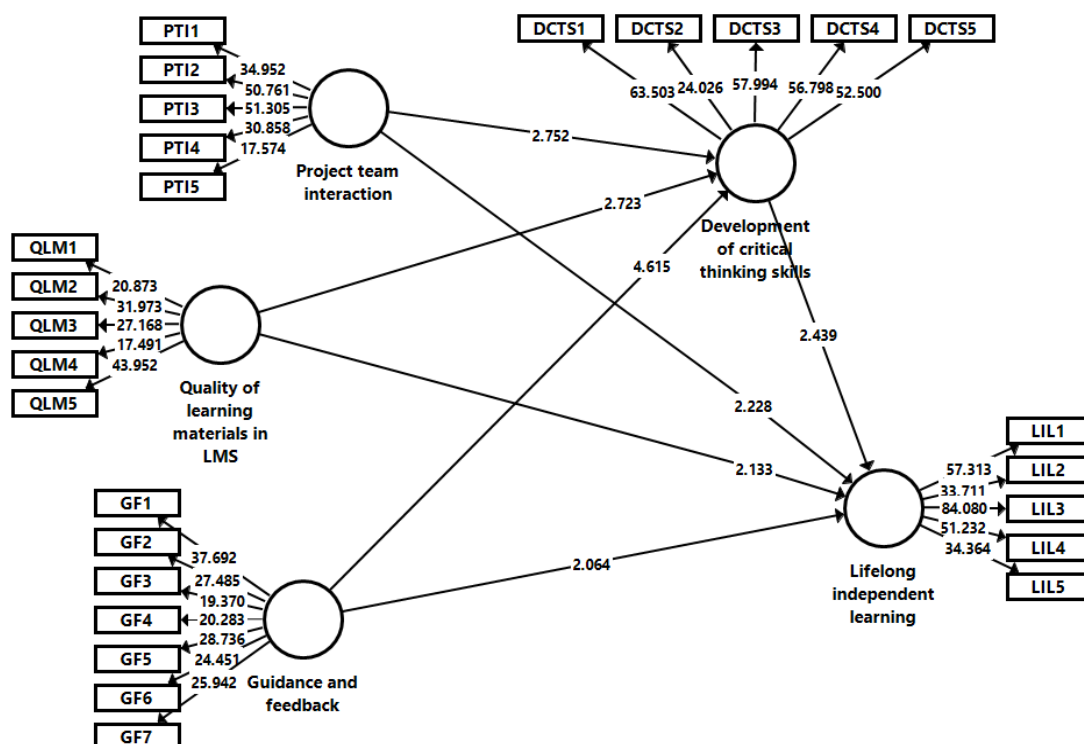 PTI1
PTI2
PTI3
PTI4
PTI5
34.952
50.761
51.305
30.858
17.574
Project team
interaction
DCTS1
DCTS2
DCTS3
DCTS4
DCTS5
63.503
24.026
57.994
56.798
52.500
Development
of critical
thinking skills
2.752
2.723
4.615
QLM1
QLM2
QLM3
QLM4
QLM5
20.873
31.973
27.168
17.491
43.952
Quality of
learning
materials in
LMS
2.439
2.228
2.133
2.064
GF1
GF2
GF3
GF4
GF5
GF6
GF7
37.692
27.485
19.370
20.283
28.736
24.451
25.942
Guidance and
feedback
LIL1
LIL2
LIL3
LIL4
LIL5
57.313
33.711
84.080
51.232
34.364
Lifelong
independent
learning